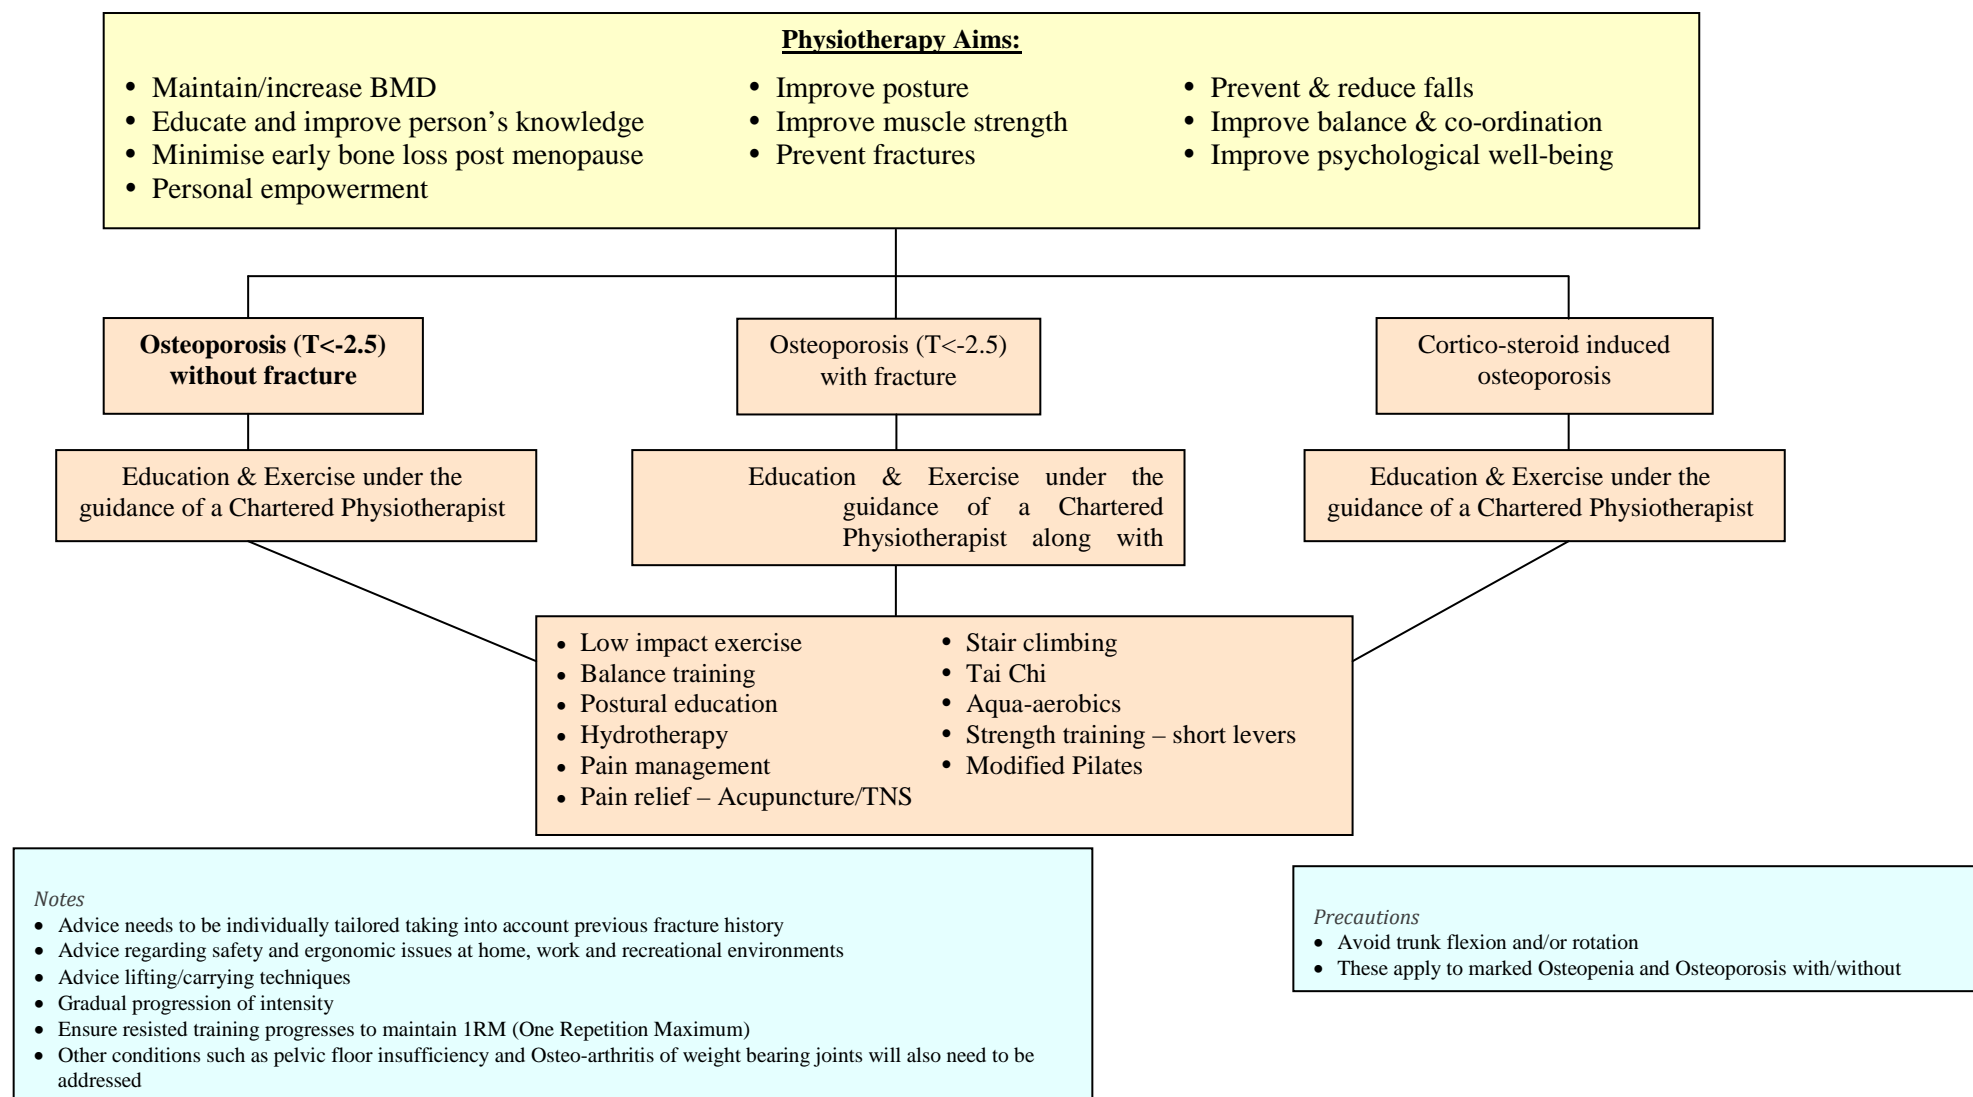 Physiotherapy Aims:
• Maintain/increase BMD
• Educate and improve person’s knowledge
• Minimise early bone loss post menopause
• Personal empowerment
• Improve posture
• Improve muscle strength
• Prevent fractures
• Prevent & reduce falls
• Improve balance & co-ordination
• Improve psychological well-being
Osteoporosis (T<-2.5)
without fracture
Osteoporosis (T<-2.5)
with fracture
Cortico-steroid induced
osteoporosis
Education & Exercise under the
guidance of a Chartered Physiotherapist
Education & Exercise under the
guidance of a Chartered
Physiotherapist along with
Education & Exercise under the
guidance of a Chartered Physiotherapist
• Low impact exercise
• Balance training
• Postural education
• Hydrotherapy
• Pain management
• Pain relief – Acupuncture/TNS
• Stair climbing
• Tai Chi
• Aqua-aerobics
• Strength training – short levers
• Modified Pilates
Notes
• Advice needs to be individually tailored taking into account previous fracture history
• Advice regarding safety and ergonomic issues at home, work and recreational environments
• Advice lifting/carrying techniques
• Gradual progression of intensity
• Ensure resisted training progresses to maintain 1RM (One Repetition Maximum)
• Other conditions such as pelvic floor insufficiency and Osteo-arthritis of weight bearing joints will also need to be
addressed
Precautions
• Avoid trunk flexion and/or rotation
• These apply to marked Osteopenia and Osteoporosis with/without